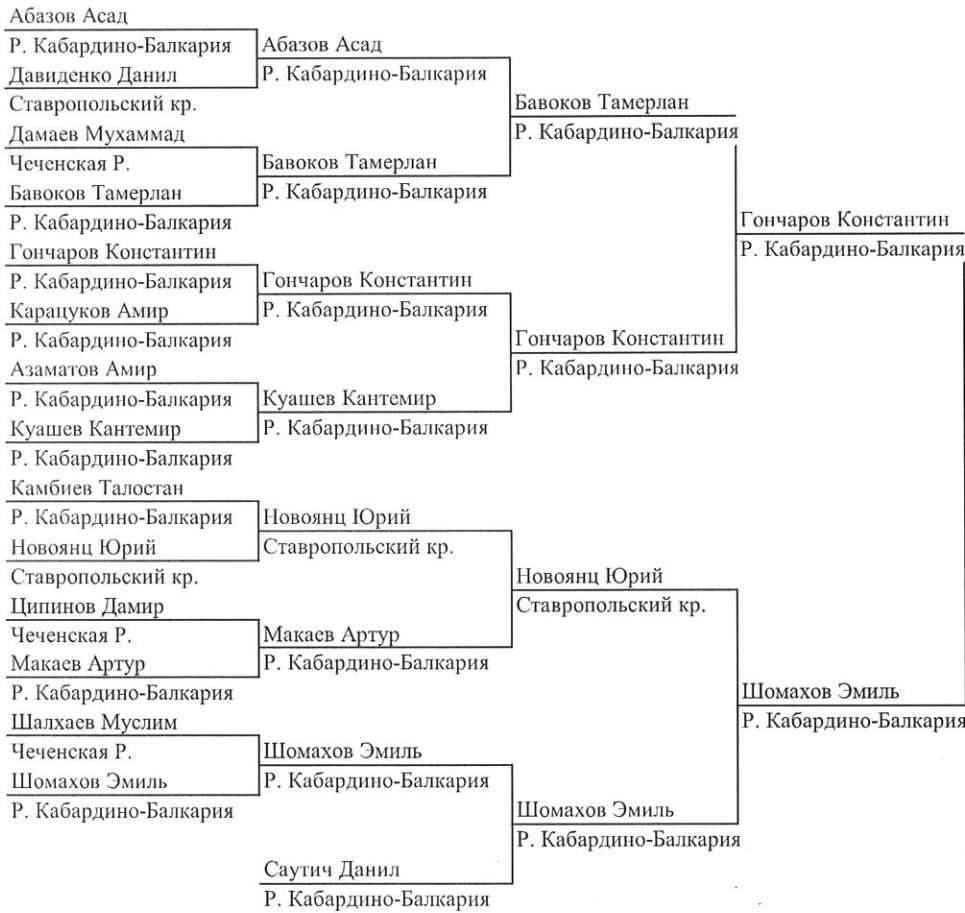 Абазов Асад
Р. Кабардино-Балкария
Давиденко Данил
Ставропольский кр.
Дамаев Мухаммад
Чеченская Р.
Бавоков Тамерлан
Р. Кабардино-Балкария
Гончаров Константин
Р. Кабардино-Балкария
Карацуков Амир
Р. Кабардино-Балкария
Азаматов Амир
Р. Кабардино-Балкария
Куашев Кантемир
Р. Кабардино-Балкария
Камбиев Талостан
Р. Кабардино-Балкария
Новоянц Юрий
Ставропольский кр.
Ципинов Дамир
Чеченская Р.
Макаев Артур
Р. Кабардино-Балкария
Шалхаев Муслим
Чеченская Р.
Шомахов Эмиль
Р. Кабардино-Балкария
Абазов Асад
Р. Кабардино-Балкария
Бавоков Тамерлан
Р. Кабардино-Балкария
Гончаров Константин
Р. Кабардино-Балкария
Куашев Кантемир
Р. Кабардино-Балкария
Новоянц Юрий
Ставропольский кр.
Макаев Артур
Р. Кабардино-Балкария
Шомахов Эмиль
Р. Кабардино-Балкария
Саутич Данил
Р. Кабардино-Балкария
Бавоков Тамерлан
Р. Кабардино-Балкария
Гончаров Константин
Р. Кабардино-Балкария
Новоянц Юрий
Ставропольский кр.
Шомахов Эмиль
Р. Кабардино-Балкария
Гончаров Константин
Р. Кабардино-Балкария
Шомахов Эмиль
Р. Кабардино-Балкария